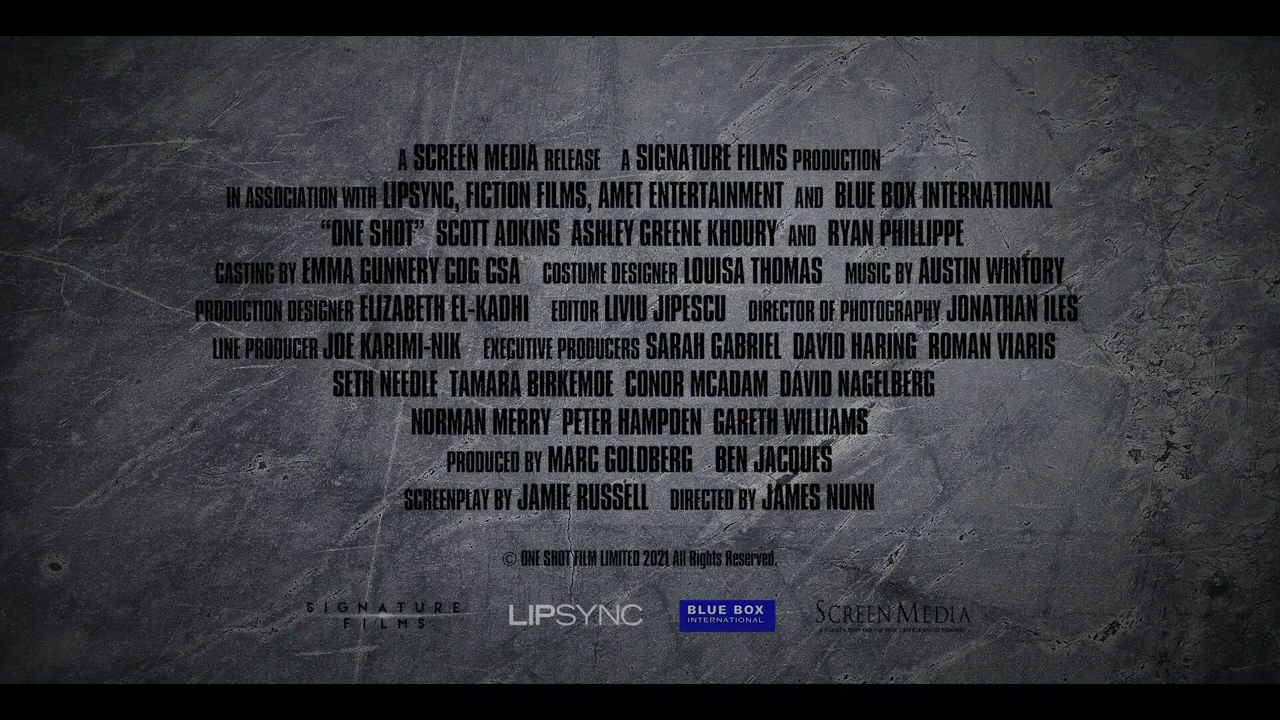 A SCREEN MEDIA RELEASE A SIGNATURE FILMS PRODUCTION
IN ASSOCIATION WITH LIPSYNC, FICTION FILMS, AMET ENTERTAINMENT AND BLUE BOX INTERNATIONAL
“ONE SHOT” SCOTT ADKINS ASHLEY GREENE KHOURY AND RYAN PHILLIPPE
CASTING BY EMMA GUNNERY CDG CSA COSTUME DESIGNER LOUISA THOMAS MUSIC BY AUSTIN WINTORY
PRODUCTION DESIGNER ELIZABETH EL-KADHI EDITOR LIVIU JIPESCU DIRECTOR OF PHOTOGRAPHY JONATHAN ILES
LINE PRODUCER JOE KARIMI-NIK EXECUTIVE PRODUCERS SARAH GABRIEL DAVID HARING ROMAN VIARIS
SETH NEEDLE TAMARA BIRKEMOE CONOR MCADAM DAVID NAGELBERG
NORMAN MERRY PETER HAMPDEN GARETH WILLIAMS
PRODUCED BY MARC GOLDBERG BEN JACQUES
SCREENPLAY BY JAMIE RUSSELL DIRECTED BY JAMES NUNN
© ONE SHOT FILM LIMITED 2021 All Rights Reserved.
SIGNATURE
FILMS
LIPSYNC
BLUE BOX
INTERNATIONAL
SCREEN MEDIA